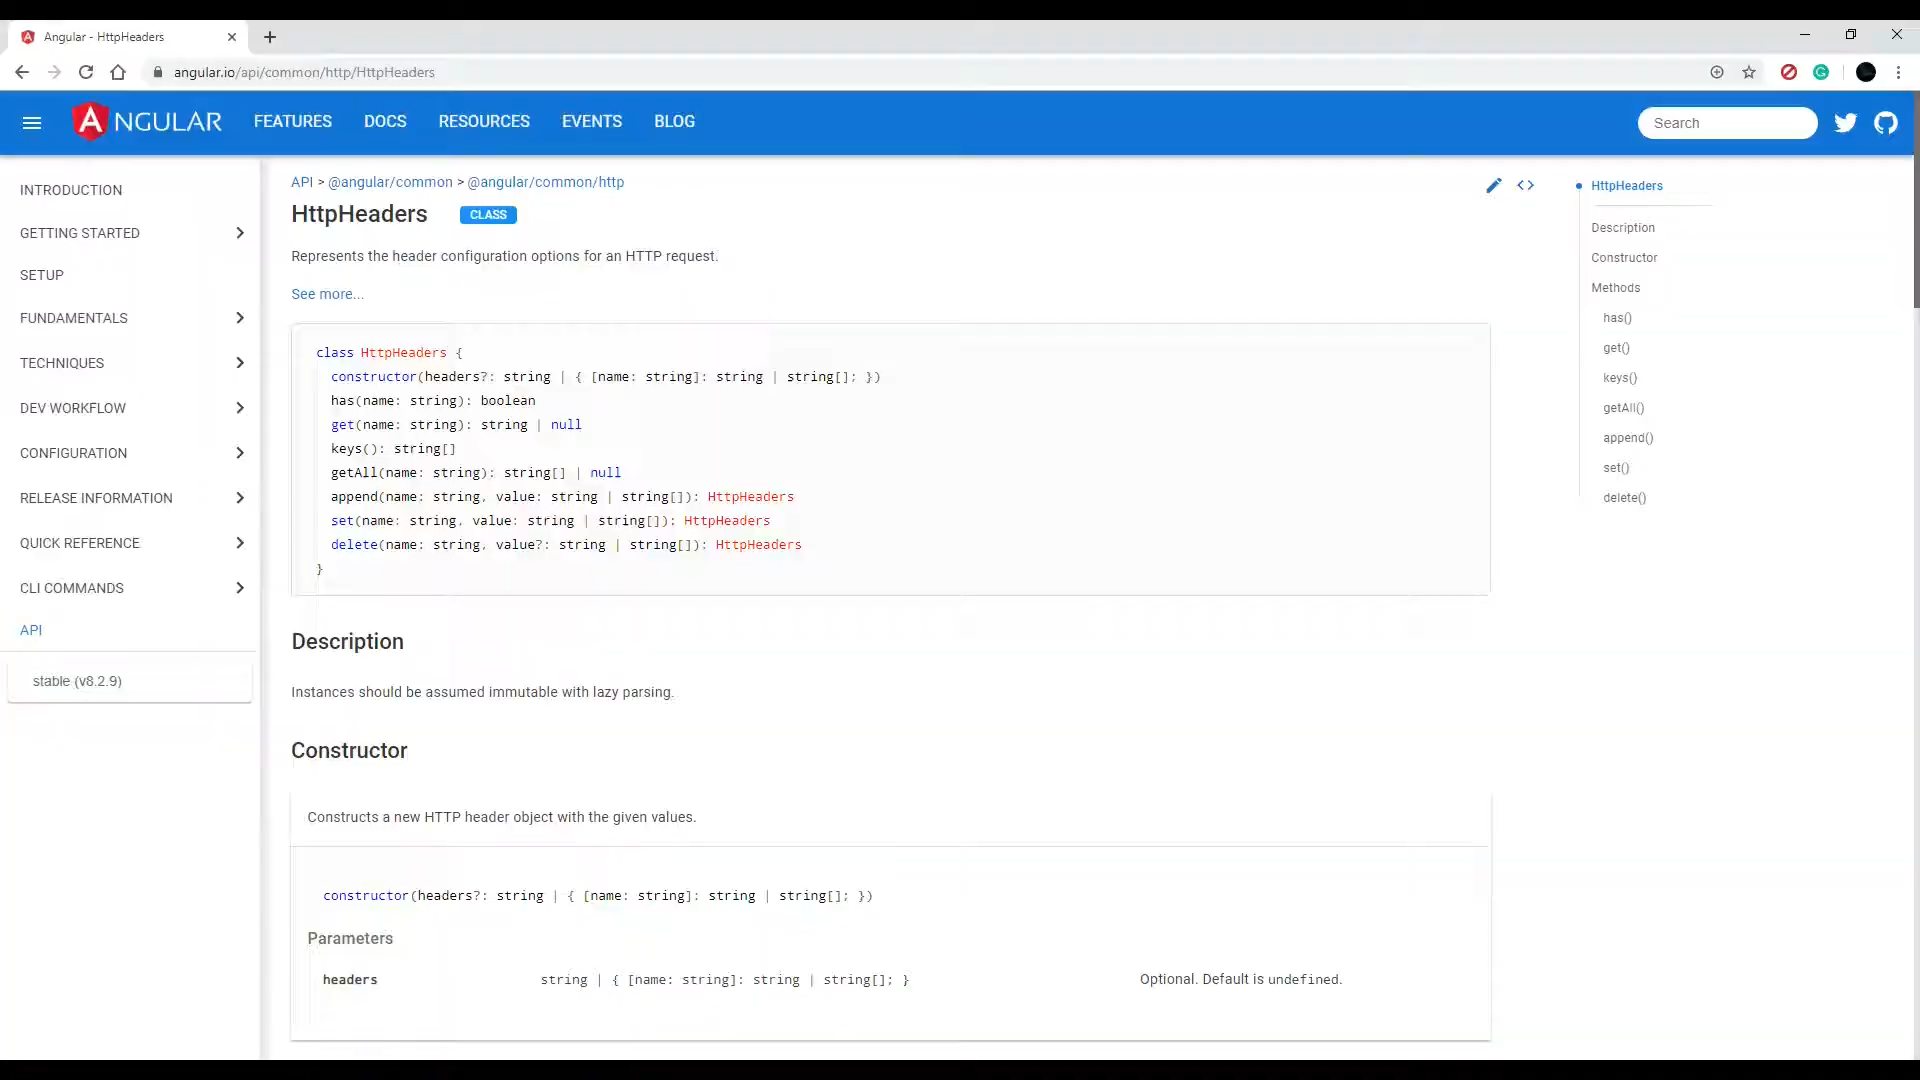 Angular - HttpHeaders
angular.io/api/common/http/HttpHeaders
ANGULAR
FEATURES
DOCS
RESOURCES
EVENTS
BLOG
Search
INTRODUCTION
GETTING STARTED
SETUP
FUNDAMENTALS
TECHNIQUES
DEV WORKFLOW
CONFIGURATION
RELEASE INFORMATION
QUICK REFERENCE
CLI COMMANDS
API
stable (v8.2.9)
API > @angular/common > @angular/common/http
HttpHeaders CLASS
Represents the header configuration options for an HTTP request.
See more...
class HttpHeaders {
constructor(headers?: string | { [name: string]: string | string[]; })
has(name: string): boolean
get(name: string): string | null
keys(): string[]
getAll(name: string): string[] | null
append(name: string, value: string | string[]): HttpHeaders
set(name: string, value: string | string[]): HttpHeaders
delete(name: string, value?: string | string[]): HttpHeaders
}
Description
Instances should be assumed immutable with lazy parsing.
Constructor
Constructs a new HTTP header object with the given values.
constructor(headers?: string | { [name: string]: string | string[]; })
Parameters
headers string | { [name: string]: string | string[]; } Optional. Default is undefined.
HttpHeaders
Description
Constructor
Methods
has()
get()
keys()
getAll()
append()
set()
delete()